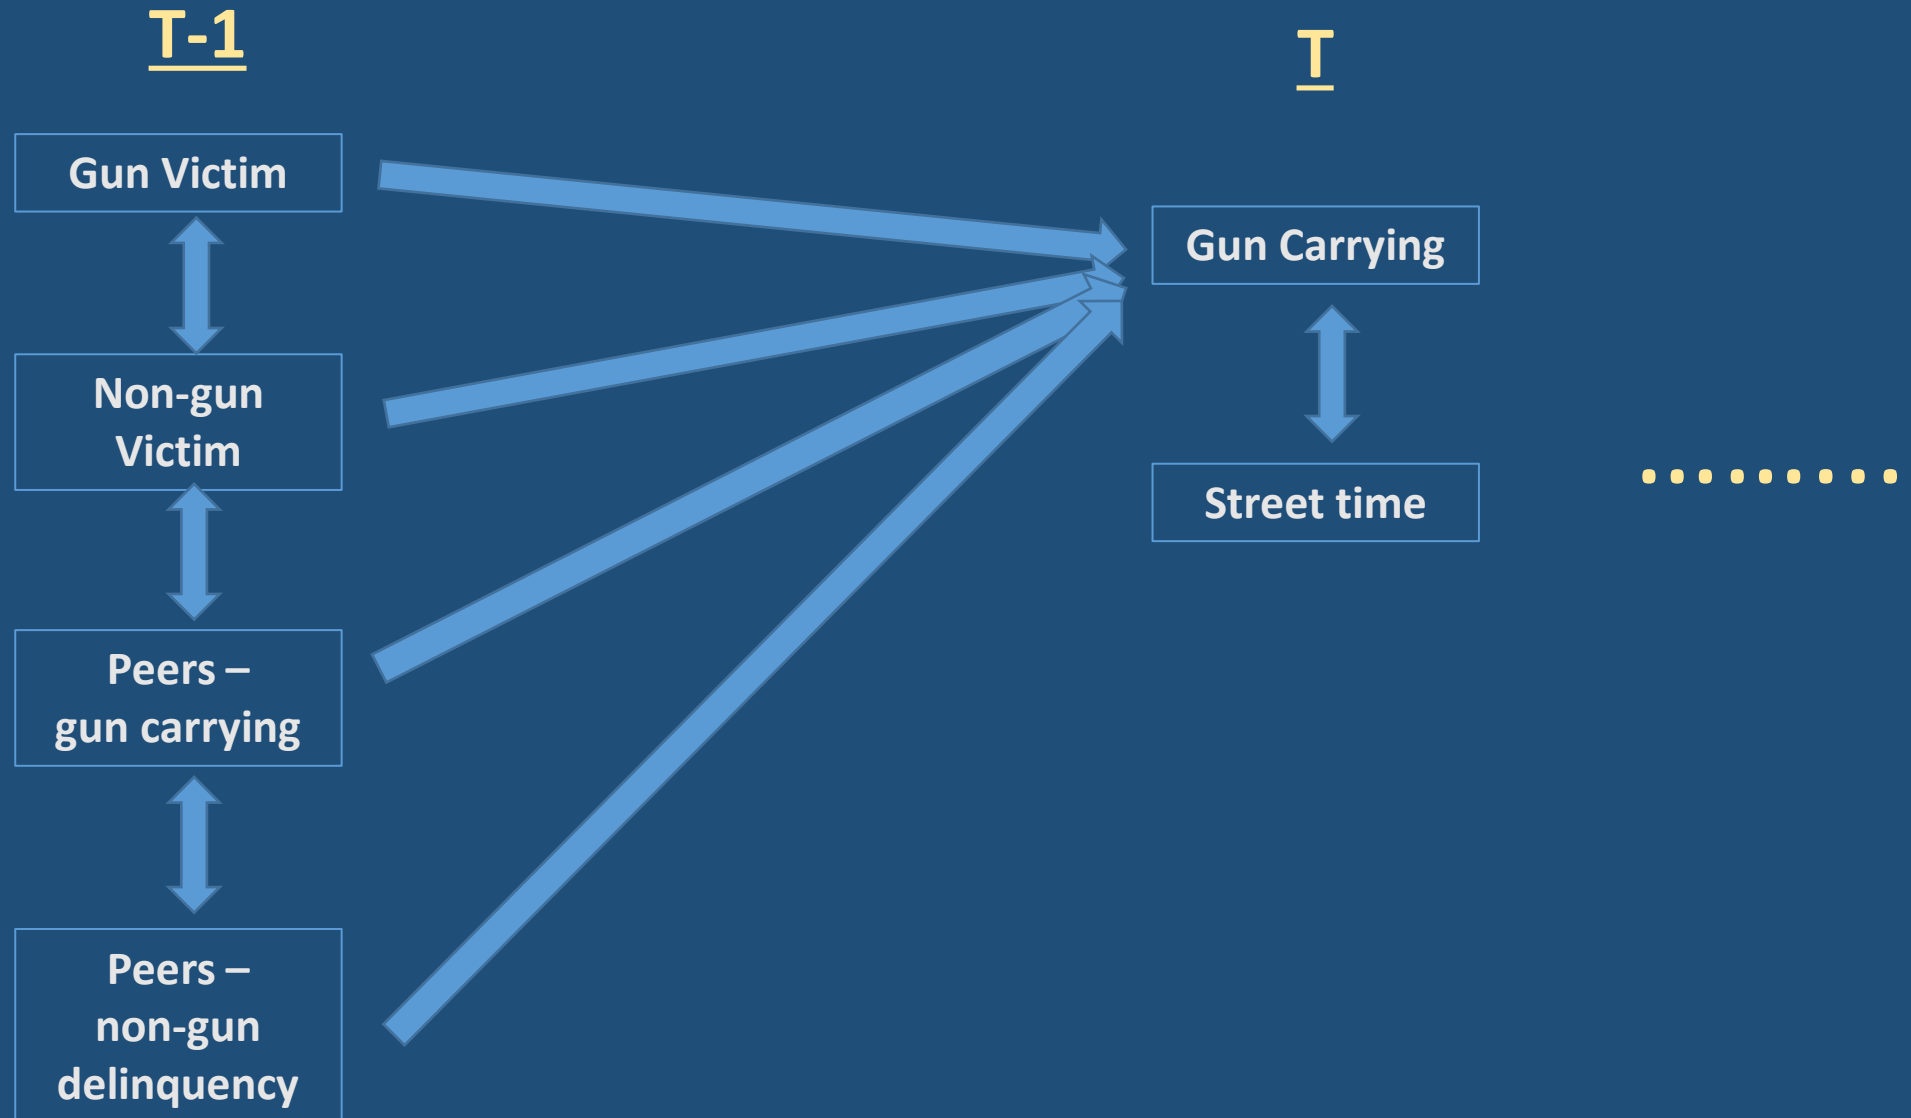 T-1
T
Gun Victim
Gun Carrying
Non-gun
Victim
Street time
.........
Peers –
gun carrying
Peers –
non-gun
delinquency